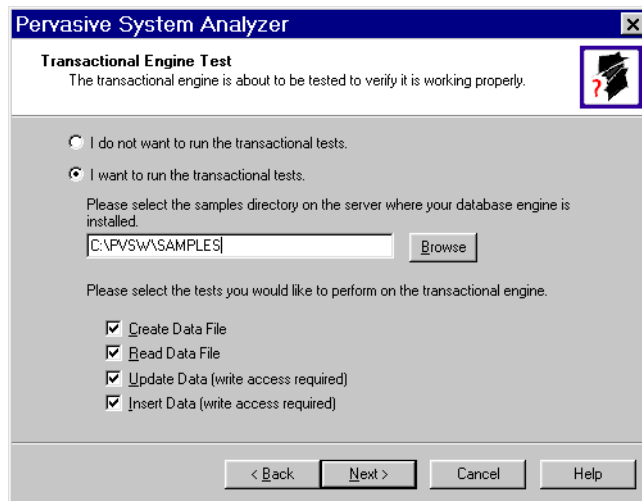 Pervasive System Analyzer
Transactional Engine Test
The transactional engine is about to be tested to verify it is working properly.
?
I do not want to run the transactional tests.
I want to run the transactional tests.
Please select the samples directory on the server where your database engine is
installed.
C:\PVSW\SAMPLES
Browse
Please select the tests you would like to perform on the transactional engine.
Create Data File
Read Data File
Update Data (write access required)
Insert Data (write access required)
< Back
Next >
Cancel
Help